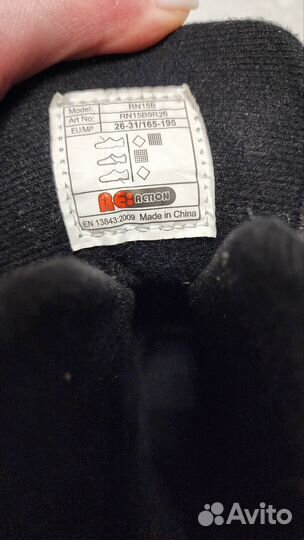 Model: RN15B
Art No: RN15B9R26
EU/MP 26-31/165-195
RE:ACTION
EN 13843:2009 Made in China
Avito